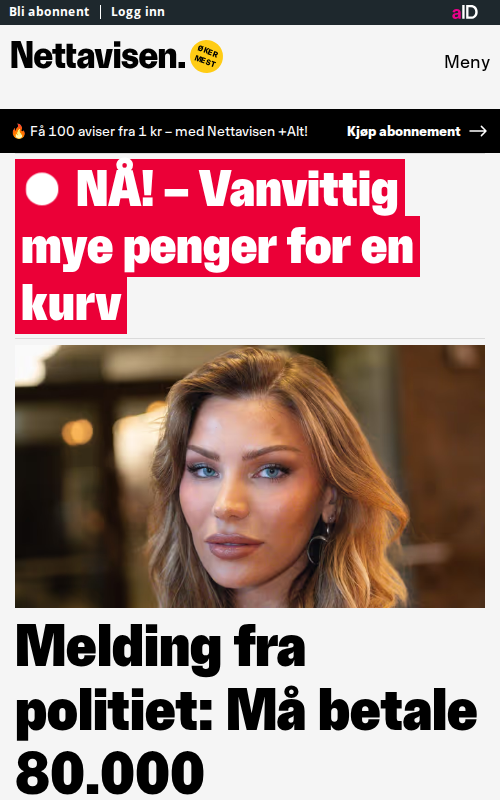 Bli abonnent | Logg inn
aID
Nettavisen.
ØKER
MEST
Meny
🔥 Få 100 aviser fra 1 kr – med Nettavisen +Alt!
Kjøp abonnement →
NÅ! – Vanvittig
mye penger for en
kurv
Melding fra
politiet: Må betale
80.000